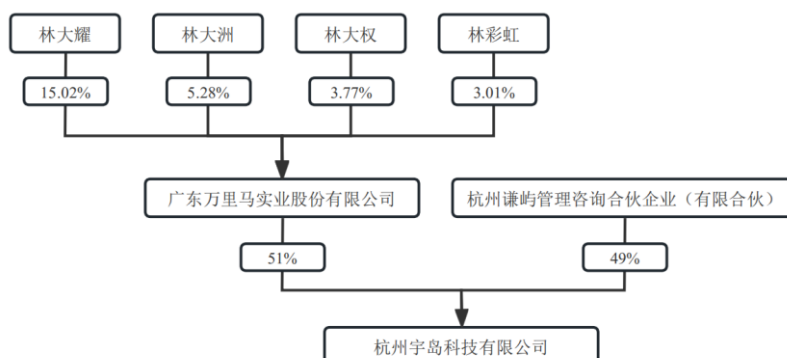 林大耀
林大洲
林大权
林彩虹
15.02%
5.28%
3.77%
3.01%
广东万里马实业股份有限公司
杭州谦屿管理咨询合伙企业（有限合伙）
51%
49%
杭州宇岛科技有限公司